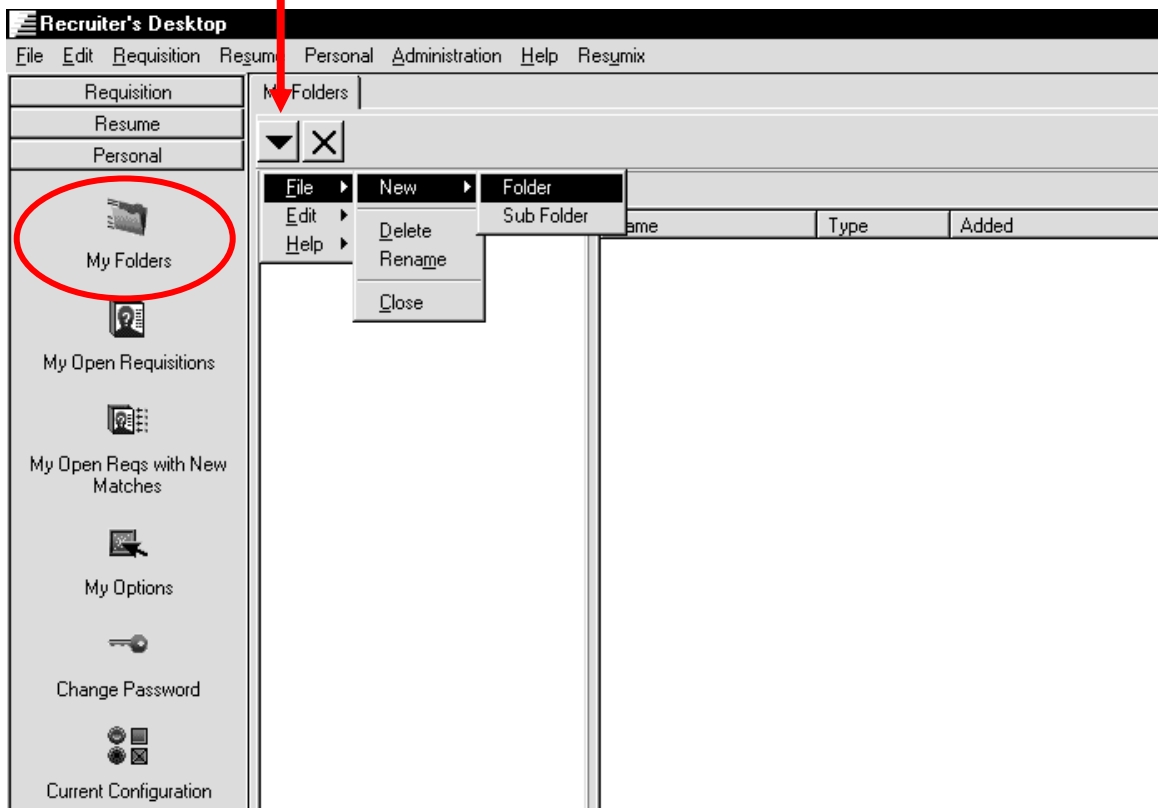 Recruiter's Desktop
File Edit Requisition Resume Personal Administration Help Resumix
Requisition
Resume
Personal
My Folders
My Open Requisitions
My Open Reqs with New
Matches
My Options
Change Password
Current Configuration
My Folders
File New Folder
Edit Sub Folder
Help Delete
Rename
Close
ame Type Added